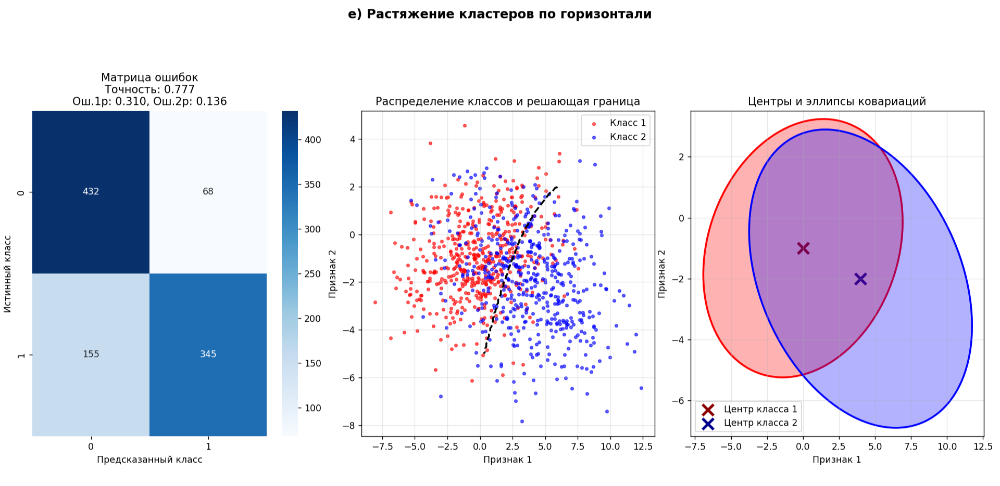 е) Растяжение кластеров по горизонтали
Матрица ошибок
Точность: 0.777
Ош.1р: 0.310, Ош.2р: 0.136
432
68
155
345
0
1
Истинный класс
0
1
Предсказанный класс
400
350
300
250
200
150
100
Распределение классов и решающая граница
Класс 1
Класс 2
4
2
0
−2
−4
−6
−8
Признак 2
−7.5
−5.0
−2.5
0.0
2.5
5.0
7.5
10.0
12.5
Признак 1
Центры и эллипсы ковариаций
2
0
−2
−4
−6
Признак 2
Центр класса 1
Центр класса 2
−7.5
−5.0
−2.5
0.0
2.5
5.0
7.5
10.0
12.5
Признак 1